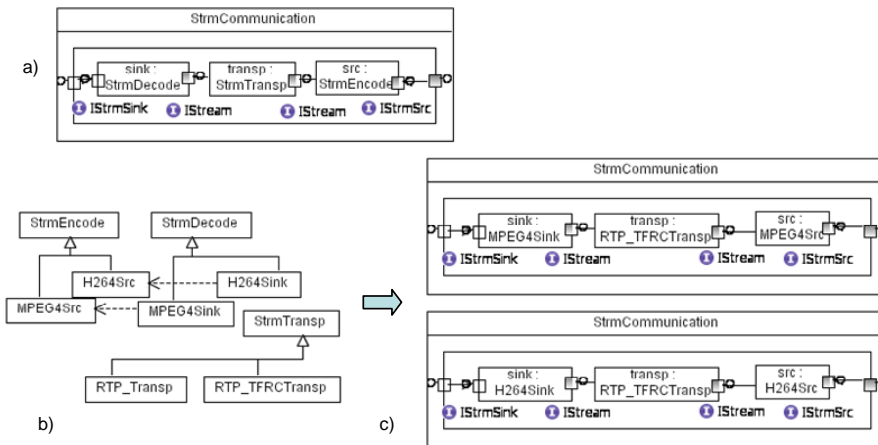 StrmCommunication
a)
sink :
StrmDecode
transp :
StrmTransp
src :
StrmEncode
IStrmSink
IStream
IStream
IStrmSrc
StrmEncode
StrmDecode
H264Src
H264Sink
MPEG4Src
MPEG4Sink
StrmTransp
RTP_Transp
RTP_TFRCTransp
b)
StrmCommunication
sink :
MPEG4Sink
transp :
RTP_TFRCTransp
src :
MPEG4Src
IStrmSink
IStream
IStream
IStrmSrc
StrmCommunication
sink :
H264Sink
transp :
RTP_TFRCTransp
src :
H264Src
IStrmSink
IStream
IStream
IStrmSrc
c)